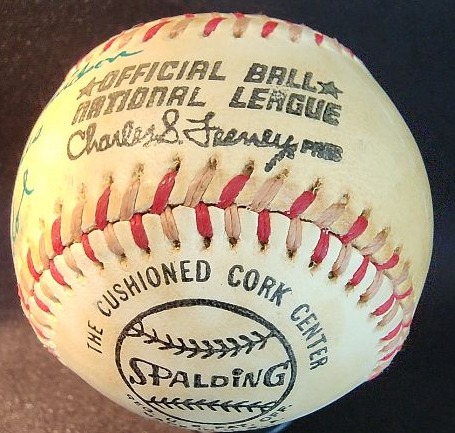 ★OFFICIAL BALL★
NATIONAL LEAGUE
Charles S. Feeney PRES
THE CUSHIONED CORK CENTER
SPALDING